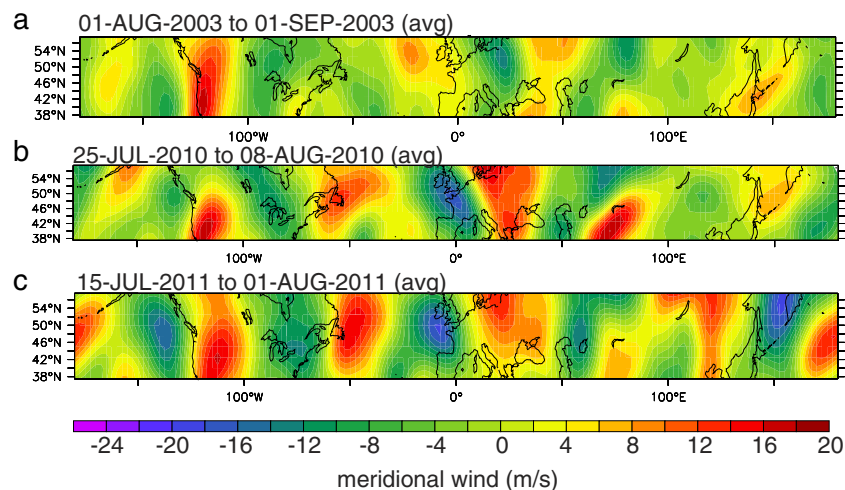 a 01-AUG-2003 to 01-SEP-2003 (avg)
54°N
50°N
46°N
42°N
38°N
100°W 0° 100°E
b 25-JUL-2010 to 08-AUG-2010 (avg)
54°N
50°N
46°N
42°N
38°N
100°W 0° 100°E
c 15-JUL-2011 to 01-AUG-2011 (avg)
54°N
50°N
46°N
42°N
38°N
100°W 0° 100°E
-24 -20 -16 -12 -8 -4 0 4 8 12 16 20
meridional wind (m/s)